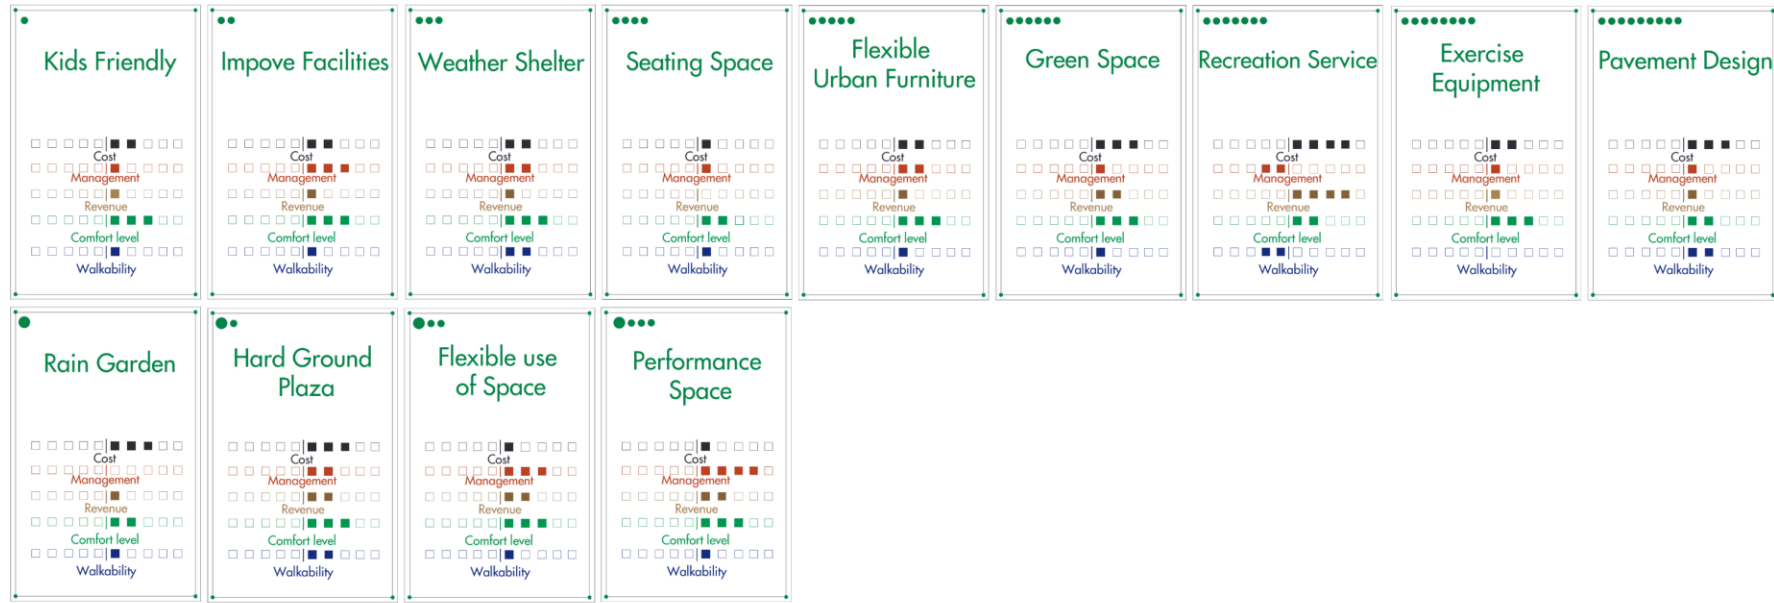 Kids Friendly
Cost
Management
Revenue
Comfort level
Walkability
Impove Facilities
Cost
Management
Revenue
Comfort level
Walkability
Weather Shelter
Cost
Management
Revenue
Comfort level
Walkability
Seating Space
Cost
Management
Revenue
Comfort level
Walkability
Flexible
Urban Furniture
Cost
Management
Revenue
Comfort level
Walkability
Green Space
Cost
Management
Revenue
Comfort level
Walkability
Recreation Service
Cost
Management
Revenue
Comfort level
Walkability
Exercise
Equipment
Cost
Management
Revenue
Comfort level
Walkability
Pavement Design
Cost
Management
Revenue
Comfort level
Walkability
Rain Garden
Cost
Management
Revenue
Comfort level
Walkability
Hard Ground
Plaza
Cost
Management
Revenue
Comfort level
Walkability
Flexible use
of Space
Cost
Management
Revenue
Comfort level
Walkability
Performance
Space
Cost
Management
Revenue
Comfort level
Walkability